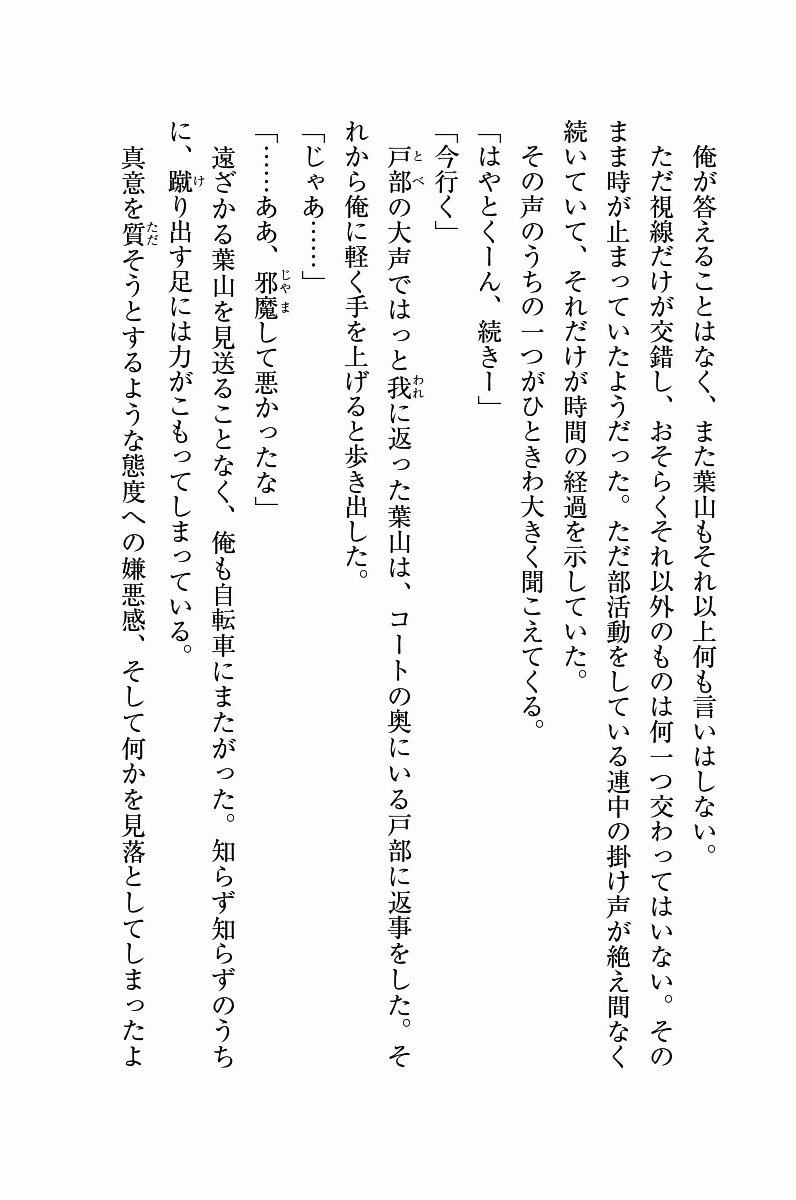 俺が答えることはなく、また葉山もそれ以上何も言いはしない。
ただ視線だけが交錯し、おそらくそれ以外のものは何一つ交わってはいない。その
まま時が止まっていたようだった。ただ部活動をしている連中の掛け声が絶え間なく
続いていて、それだけが時間の経過を示していた。
その声のうちの一つがひときわ大きく聞こえてくる。
「はやとくーん、続きー」
「今行く」
戸部の大声ではっと我に返った葉山は、コートの奥にいる戸部に返事をした。そ
れから俺に軽く手を上げると歩き出した。
「じゃあ……」
「……ああ、邪魔して悪かったな」
遠ざかる葉山を見送ることなく、俺も自転車にまたがった。知らず知らずのうち
に、蹴り出す足には力がこもってしまっている。
真意を質そうとするような態度への嫌悪感、そして何かを見落としてしまったよ